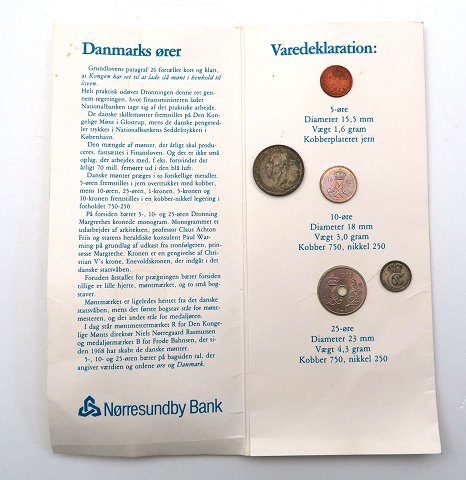 Danmarks ører
Grundlovens paragraf 26 fortæller kort og klart,
at Kongen har ret til at lade slå mønt i henhold til
loven.
Helt praktisk udøver Dronningen denne ret gen-
nem regeringen, hvor finansministeren lader
Nationalbanken tage sig af det praktiske arbejde.
De danske skillemønter fremstilles på Den Kon-
gelige Mønt i Glostrup, mens de danske pengesed-
ler trykkes i Nationalbankens Seddeltrykkeri i
København.
Den mængde af mønter, der årligt skal produ-
ceres, fastsættes i Finansloven. Og det er ikke små
oplag, der arbejdes med, f.eks. forsvinder der
årligt 70 mill. femører ud i den blå luft.
Danske mønter præges i to forskellige metaller.
5-øren fremstilles i jern overtrukket med kobber,
mens 10-øren, 25-øren, 1-kronen, 5-kronen og
10-kronen fremstilles i en kobber-nikkel legering i
forholdet 750-250.
På forsiden bærer 5-, 10- og 25-øren Dronning
Margrethes kronede monogram. Monogrammet er
udarbejdet af arkitekten, professor Claus Achton
Friis og statens heraldiske konsulent Paul War-
ming på grundlag af udkast fra tronfølgeren, prin-
sesse Margrethe. Kronen er en gengivelse af Chri-
stian V's krone, Enevoldskronen, der indgår i det
danske statsvåben.
Foruden årstallet for prægningen bærer forsiden
tillige et lille hjerte, møntmærket, og to små bog-
staver.
Møntmærket er ligeledes hentet fra det danske
statsvåben, mens det første bogstav står for mønt-
mesteren, og det andet står for medaljøren.
I dag står møntmestermærket R for Den Konge-
lige Mønts direktør Niels Nørregaard Rasmussen
og medaljørmærket B for Frode Bahnsen, der si-
den 1968 har skabt de danske mønter.
5-, 10- og 25-øren bærer på bagsiden tal, der
angiver værdien og ordene øre og Danmark.
Nørresundby Bank
Varedeklaration:
5-øre
Diameter 15,5 mm
Vægt 1,6 gram
Kobberplateret jern
10-øre
Diameter 18 mm
Vægt 3,0 gram
Kobber 750, nikkel 250
25-øre
Diameter 23 mm
Vægt 4,3 gram
Kobber 750, nikkel 250